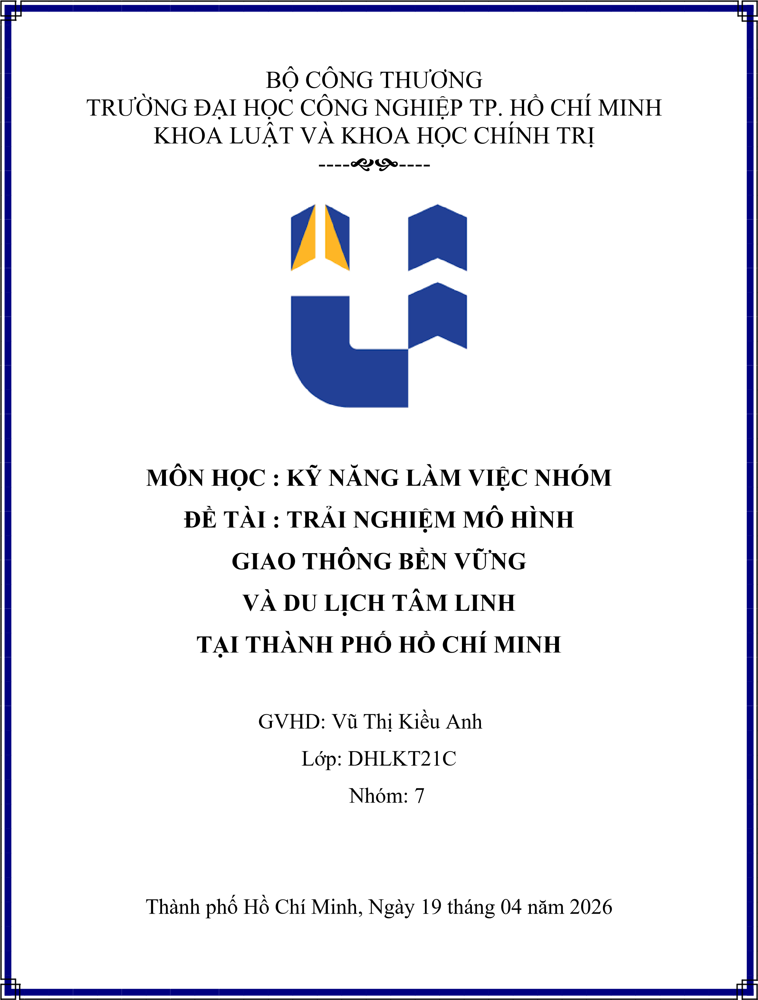 BỘ CÔNG THƯƠNG
TRƯỜNG ĐẠI HỌC CÔNG NGHIỆP TP. HỒ CHÍ MINH
KHOA LUẬT VÀ KHOA HỌC CHÍNH TRỊ
MÔN HỌC : KỸ NĂNG LÀM VIỆC NHÓM
ĐỀ TÀI : TRẢI NGHIỆM MÔ HÌNH
GIAO THÔNG BỀN VỮNG
VÀ DU LỊCH TÂM LINH
TẠI THÀNH PHỐ HỒ CHÍ MINH
GVHD: Vũ Thị Kiều Anh
Lớp: DHLKT21C
Nhóm: 7
Thành phố Hồ Chí Minh, Ngày 19 tháng 04 năm 2026